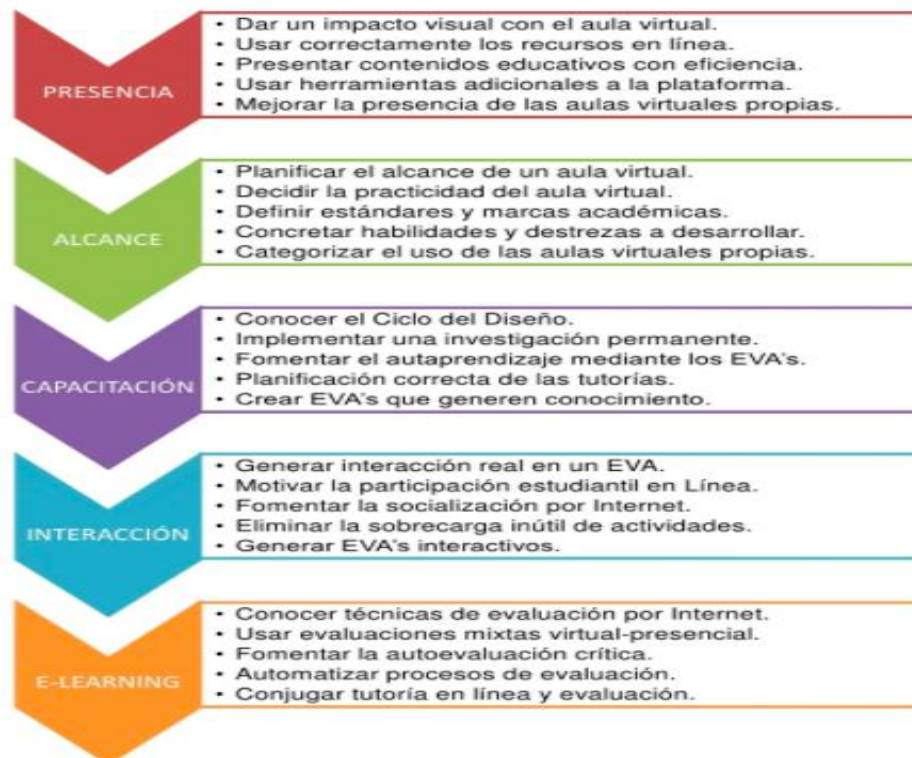 PRESENCIA
• Dar un impacto visual con el aula virtual.
• Usar correctamente los recursos en línea.
• Presentar contenidos educativos con eficiencia.
• Usar herramientas adicionales a la plataforma.
• Mejorar la presencia de las aulas virtuales propias.
ALCANCE
• Planificar el alcance de un aula virtual.
• Decidir la practicidad del aula virtual.
• Definir estándares y marcas académicas.
• Concretar habilidades y destrezas a desarrollar.
• Categorizar el uso de las aulas virtuales propias.
CAPACITACIÓN
• Conocer el Ciclo del Diseño.
• Implementar una investigación permanente.
• Fomentar el autaprendizaje mediante los EVA's.
• Planificación correcta de las tutorías.
• Crear EVA's que generen conocimiento.
INTERACCIÓN
• Generar interacción real en un EVA.
• Motivar la participación estudiantil en Línea.
• Fomentar la socialización por Internet.
• Eliminar la sobrecarga inútil de actividades.
• Generar EVA's interactivos.
E-LEARNING
• Conocer técnicas de evaluación por Internet.
• Usar evaluaciones mixtas virtual-presencial.
• Fomentar la autoevaluación crítica.
• Automatizar procesos de evaluación.
• Conjugar tutoría en línea y evaluación.